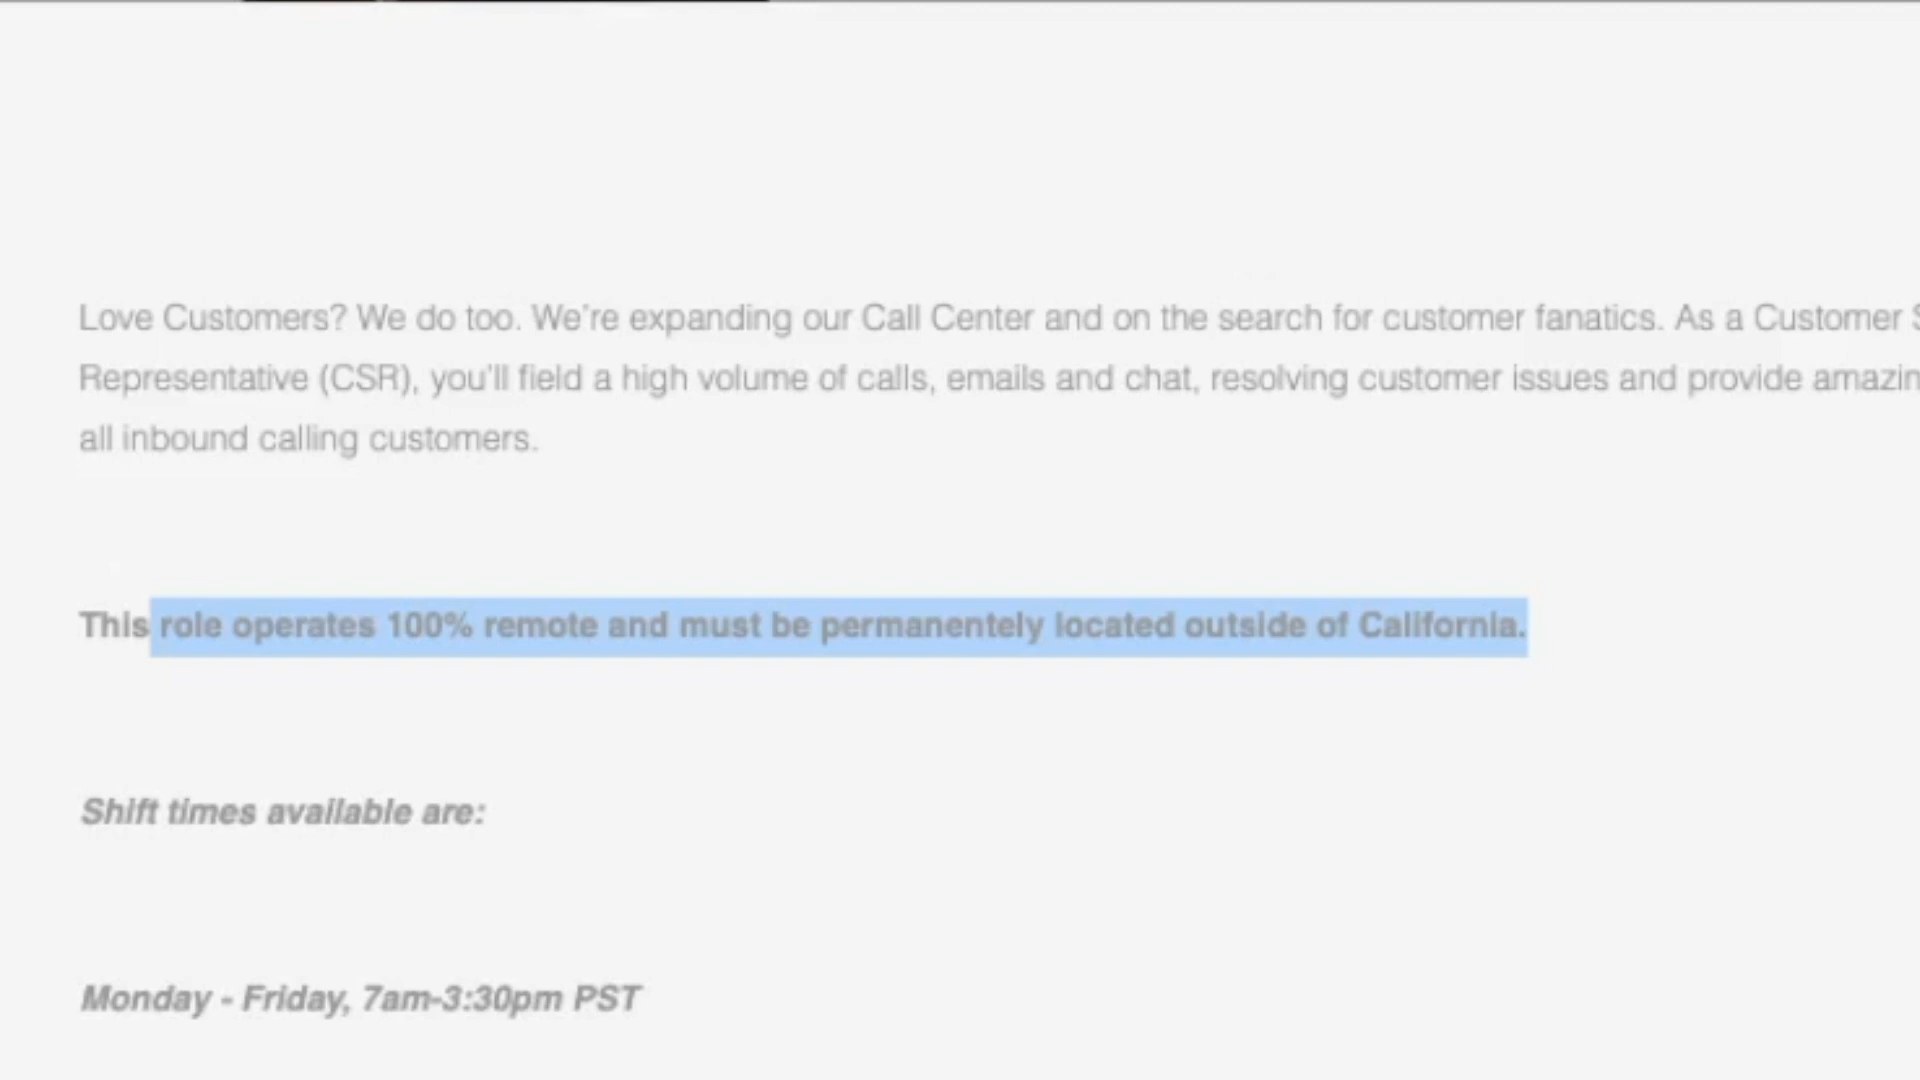 Love Customers? We do too. We're expanding our Call Center and on the search for customer fanatics. As a Customer
Representative (CSR), you'll field a high volume of calls, emails and chat, resolving customer issues and provide
all inbound calling customers.
This role operates 100% remote and must be permanentely located outside of California.
Shift times available are:
Monday - Friday, 7am-3:30pm PST